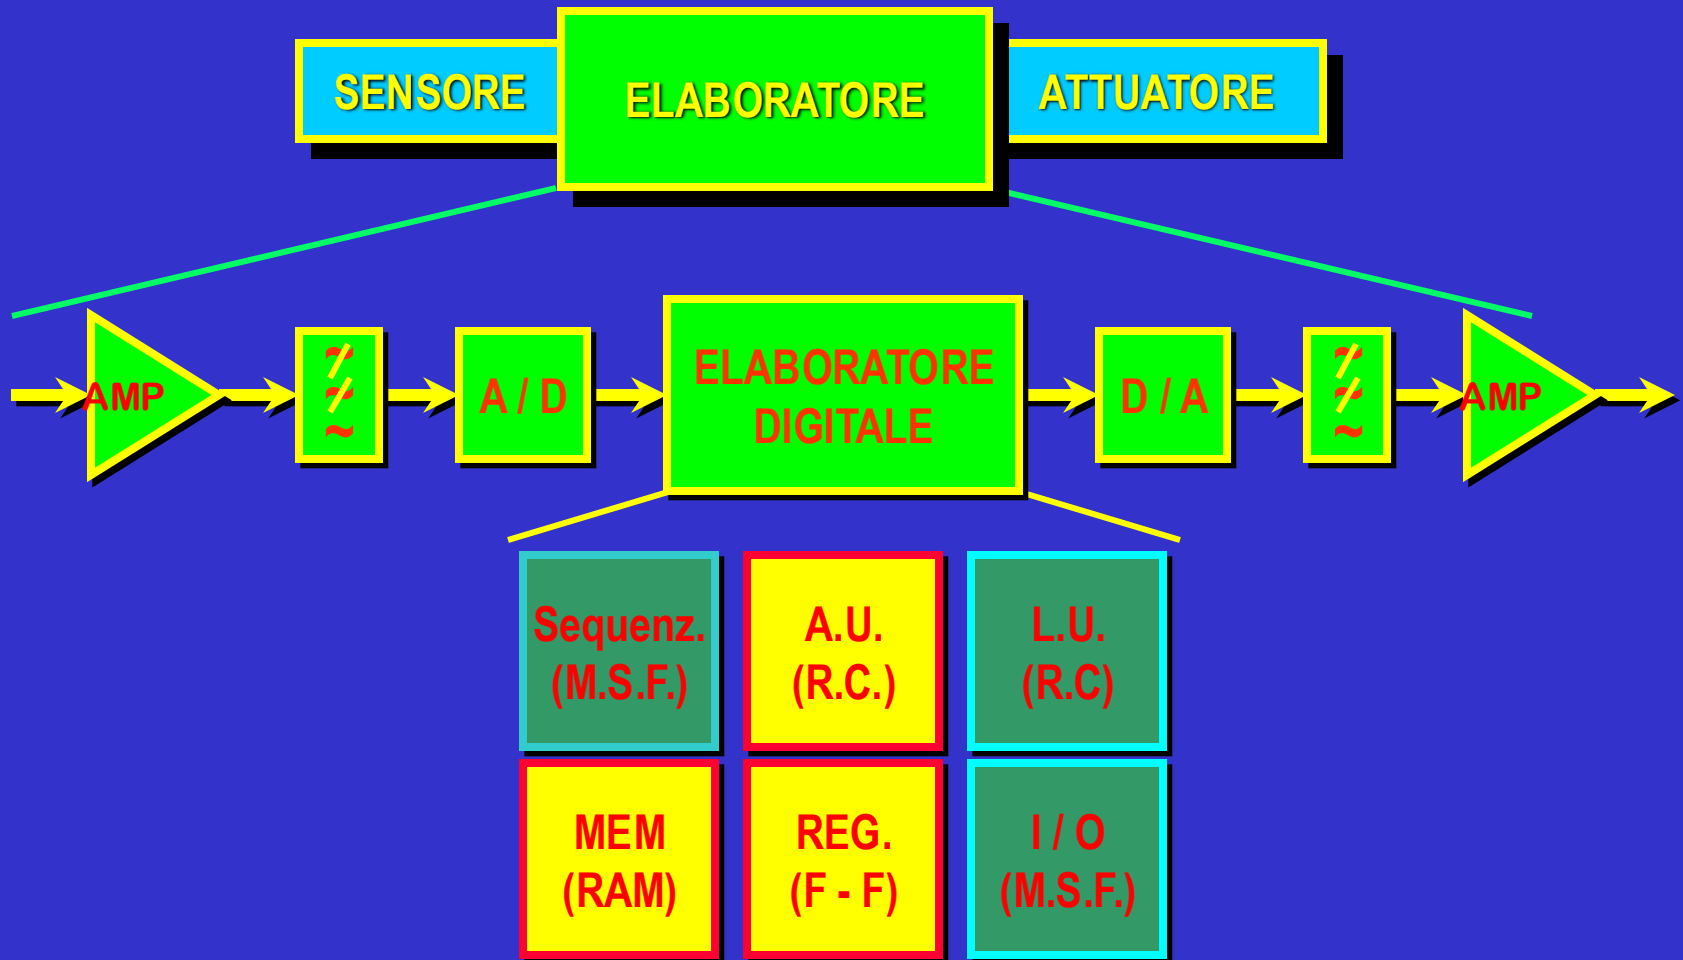 SENSORE
ELABORATORE
ATTUATORE
AMP
~
~
~
A / D
ELABORATORE
DIGITALE
D / A
~
~
~
AMP
Sequenz.
(M.S.F.)
A.U.
(R.C.)
L.U.
(R.C)
MEM
(RAM)
REG.
(F - F)
I / O
(M.S.F.)